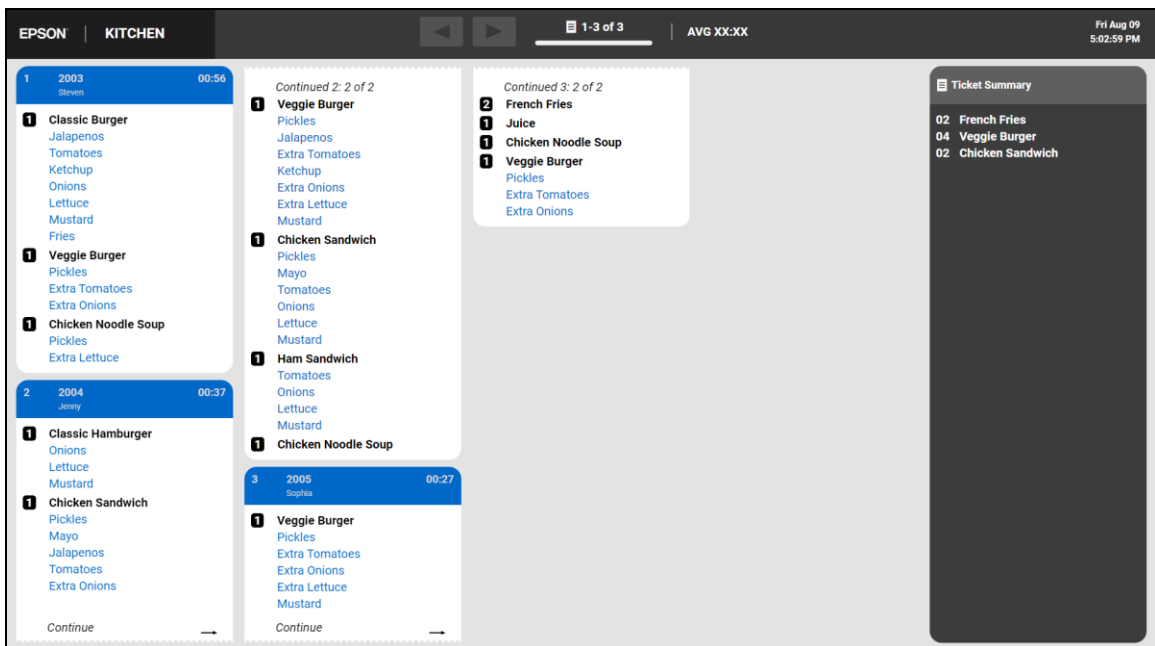 EPSON KITCHEN
1-3 of 3
AVG XX:XX
Fri Aug 09
5:02:59 PM
1 2003 00:56
Steven
1 Classic Burger
Jalapenos
Tomatoes
Ketchup
Onions
Lettuce
Mustard
Fries
1 Veggie Burger
Pickles
Extra Tomatoes
Extra Onions
1 Chicken Noodle Soup
Pickles
Extra Lettuce
2 2004 00:37
Jenny
1 Classic Hamburger
Onions
Lettuce
Mustard
1 Chicken Sandwich
Pickles
Mayo
Jalapenos
Tomatoes
Extra Onions
Continue
Continued 2: 2 of 2
1 Veggie Burger
Pickles
Jalapenos
Extra Tomatoes
Ketchup
Extra Onions
Extra Lettuce
Mustard
1 Chicken Sandwich
Pickles
Mayo
Tomatoes
Onions
Lettuce
Mustard
1 Ham Sandwich
Tomatoes
Onions
Lettuce
Mustard
1 Chicken Noodle Soup
3 2005 00:27
Sophia
1 Veggie Burger
Pickles
Extra Tomatoes
Extra Onions
Extra Lettuce
Mustard
Continue
Continued 3: 2 of 2
2 French Fries
1 Juice
1 Chicken Noodle Soup
1 Veggie Burger
Pickles
Extra Tomatoes
Extra Onions
Ticket Summary
02 French Fries
04 Veggie Burger
02 Chicken Sandwich